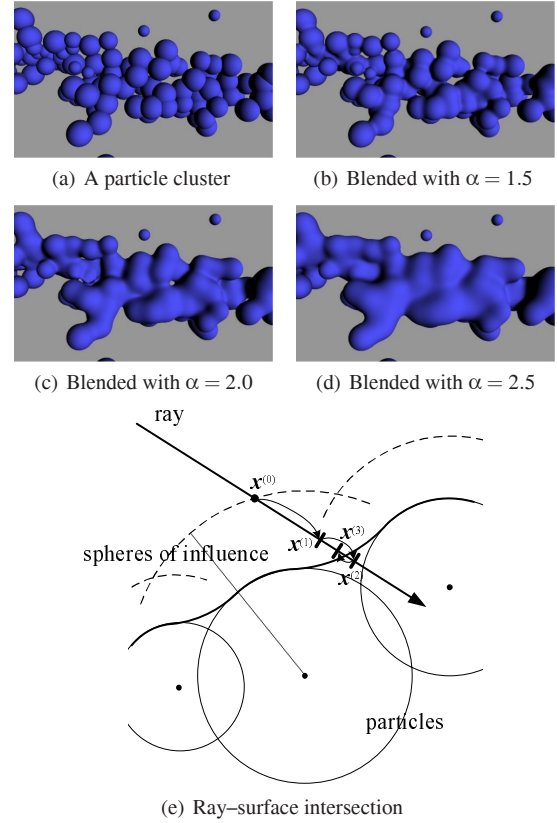 (a) A particle cluster
(b) Blended with α = 1.5
(c) Blended with α = 2.0
(d) Blended with α = 2.5
ray
x(0)
x(1)
x(3)
spheres of influence
x(2)
particles
(e) Ray–surface intersection